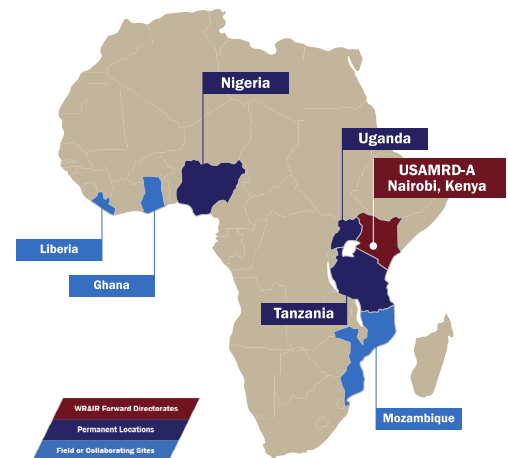 Nigeria
Uganda
USAMRD-A
Nairobi, Kenya
Liberia
Ghana
Tanzania
Mozambique
WRAIR Forward Directorates
Permanent Locations
Field or Collaborating Sites